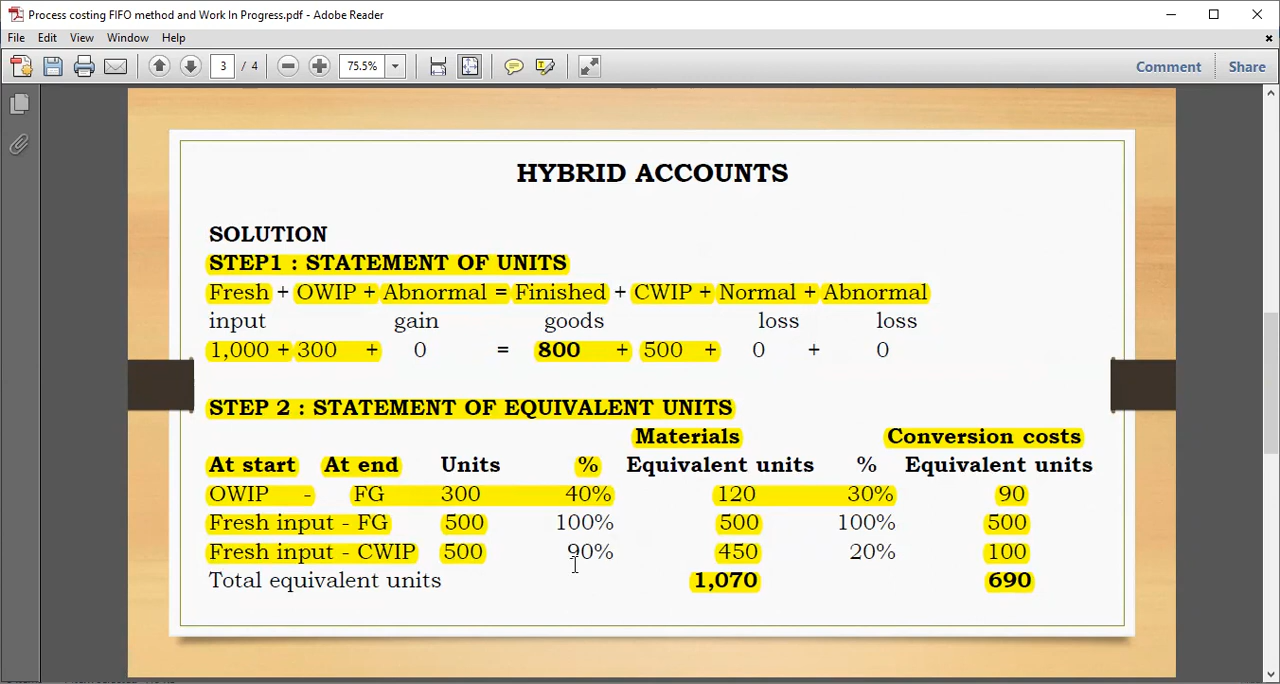 Process costing FIFO method and Work In Progress.pdf - Adobe Reader
File Edit View Window Help
3 / 4 75.5% Comment Share
HYBRID ACCOUNTS
SOLUTION
STEP1 : STATEMENT OF UNITS
Fresh + OWIP + Abnormal = Finished + CWIP + Normal + Abnormal
input gain goods loss loss
1,000 + 300 + 0 = 800 + 500 + 0 + 0
STEP 2 : STATEMENT OF EQUIVALENT UNITS
Materials Conversion costs
At start At end Units % Equivalent units % Equivalent units
OWIP - FG 300 40% 120 30% 90
Fresh input - FG 500 100% 500 100% 500
Fresh input - CWIP 500 90% 450 20% 100
Total equivalent units 1,070 690